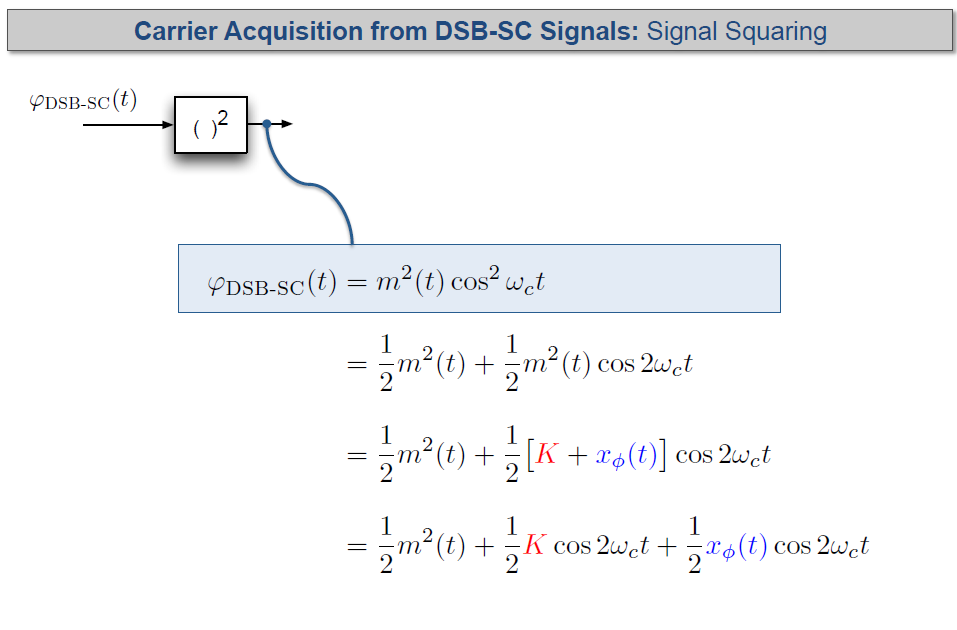 Carrier Acquisition from DSB-SC Signals: Signal Squaring
φDSB-SC(t)
( )²
φDSB-SC(t) = m²(t) cos² ωct
= 1/2 m²(t) + 1/2 m²(t) cos 2ωct
= 1/2 m²(t) + 1/2 [K + xϕ(t)] cos 2ωct
= 1/2 m²(t) + 1/2 K cos 2ωct + 1/2 xϕ(t) cos 2ωct